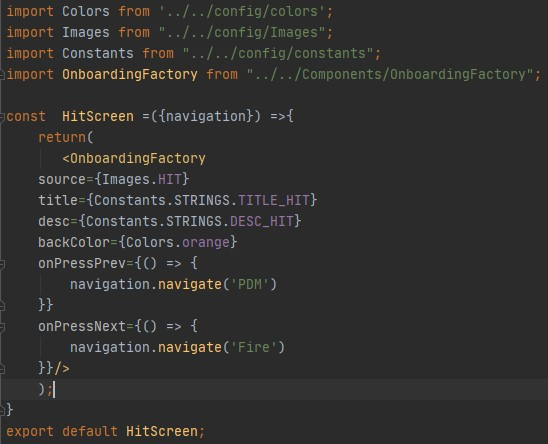 import Colors from '../../config/colors';
import Images from "../../config/Images";
import Constants from "../../config/constants";
import OnboardingFactory from "../../Components/OnboardingFactory";

const  HitScreen =({navigation}) =>{
    return(
       <OnboardingFactory
    source={Images.HIT}
    title={Constants.STRINGS.TITLE_HIT}
    desc={Constants.STRINGS.DESC_HIT}
    backColor={Colors.orange}
    onPressPrev={() => {
        navigation.navigate('PDM')
    }}
    onPressNext={() => {
        navigation.navigate('Fire')
    }}/>
    );
}
export default HitScreen;